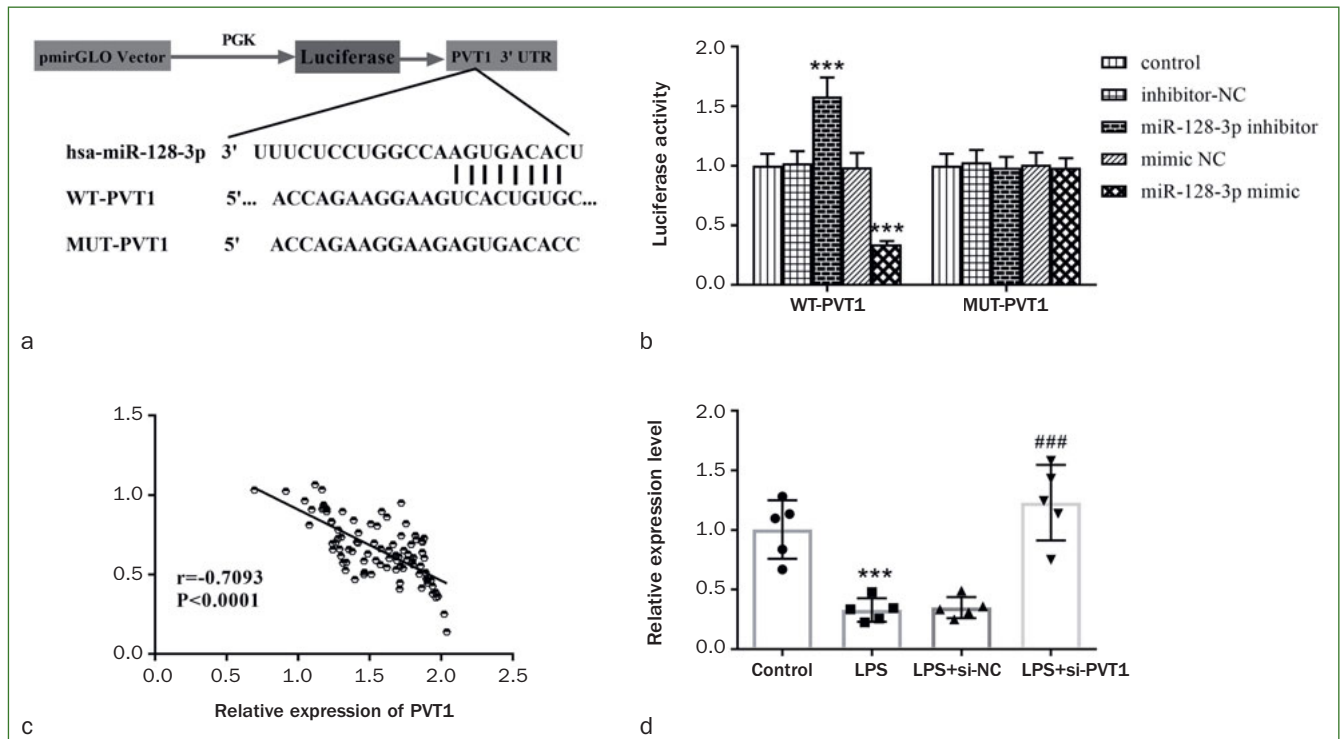 pmirGLO Vector PGK Luciferase PVT1 3' UTR
hsa-miR-128-3p 3' UUUCUCCUGGCCAAGUGACACU
WT-PVT1 5'... ACCAGAAGGAAGUCACUGUGC...
MUT-PVT1 5' ACCAGAAGGAAGAGUGACACC
a
Luciferase activity
2.0
1.5
1.0
0.5
0.0
***
***
WT-PVT1 MUT-PVT1
control
inhibitor-NC
miR-128-3p inhibitor
mimic NC
miR-128-3p mimic
b
1.5
1.0
0.5
0.0
r=-0.7093
P<0.0001
0.0 0.5 1.0 1.5 2.0 2.5
Relative expression of PVT1
c
Relative expression level
2.0
1.5
1.0
0.5
0.0
***
###
Control LPS LPS+si-NC LPS+si-PVT1
d